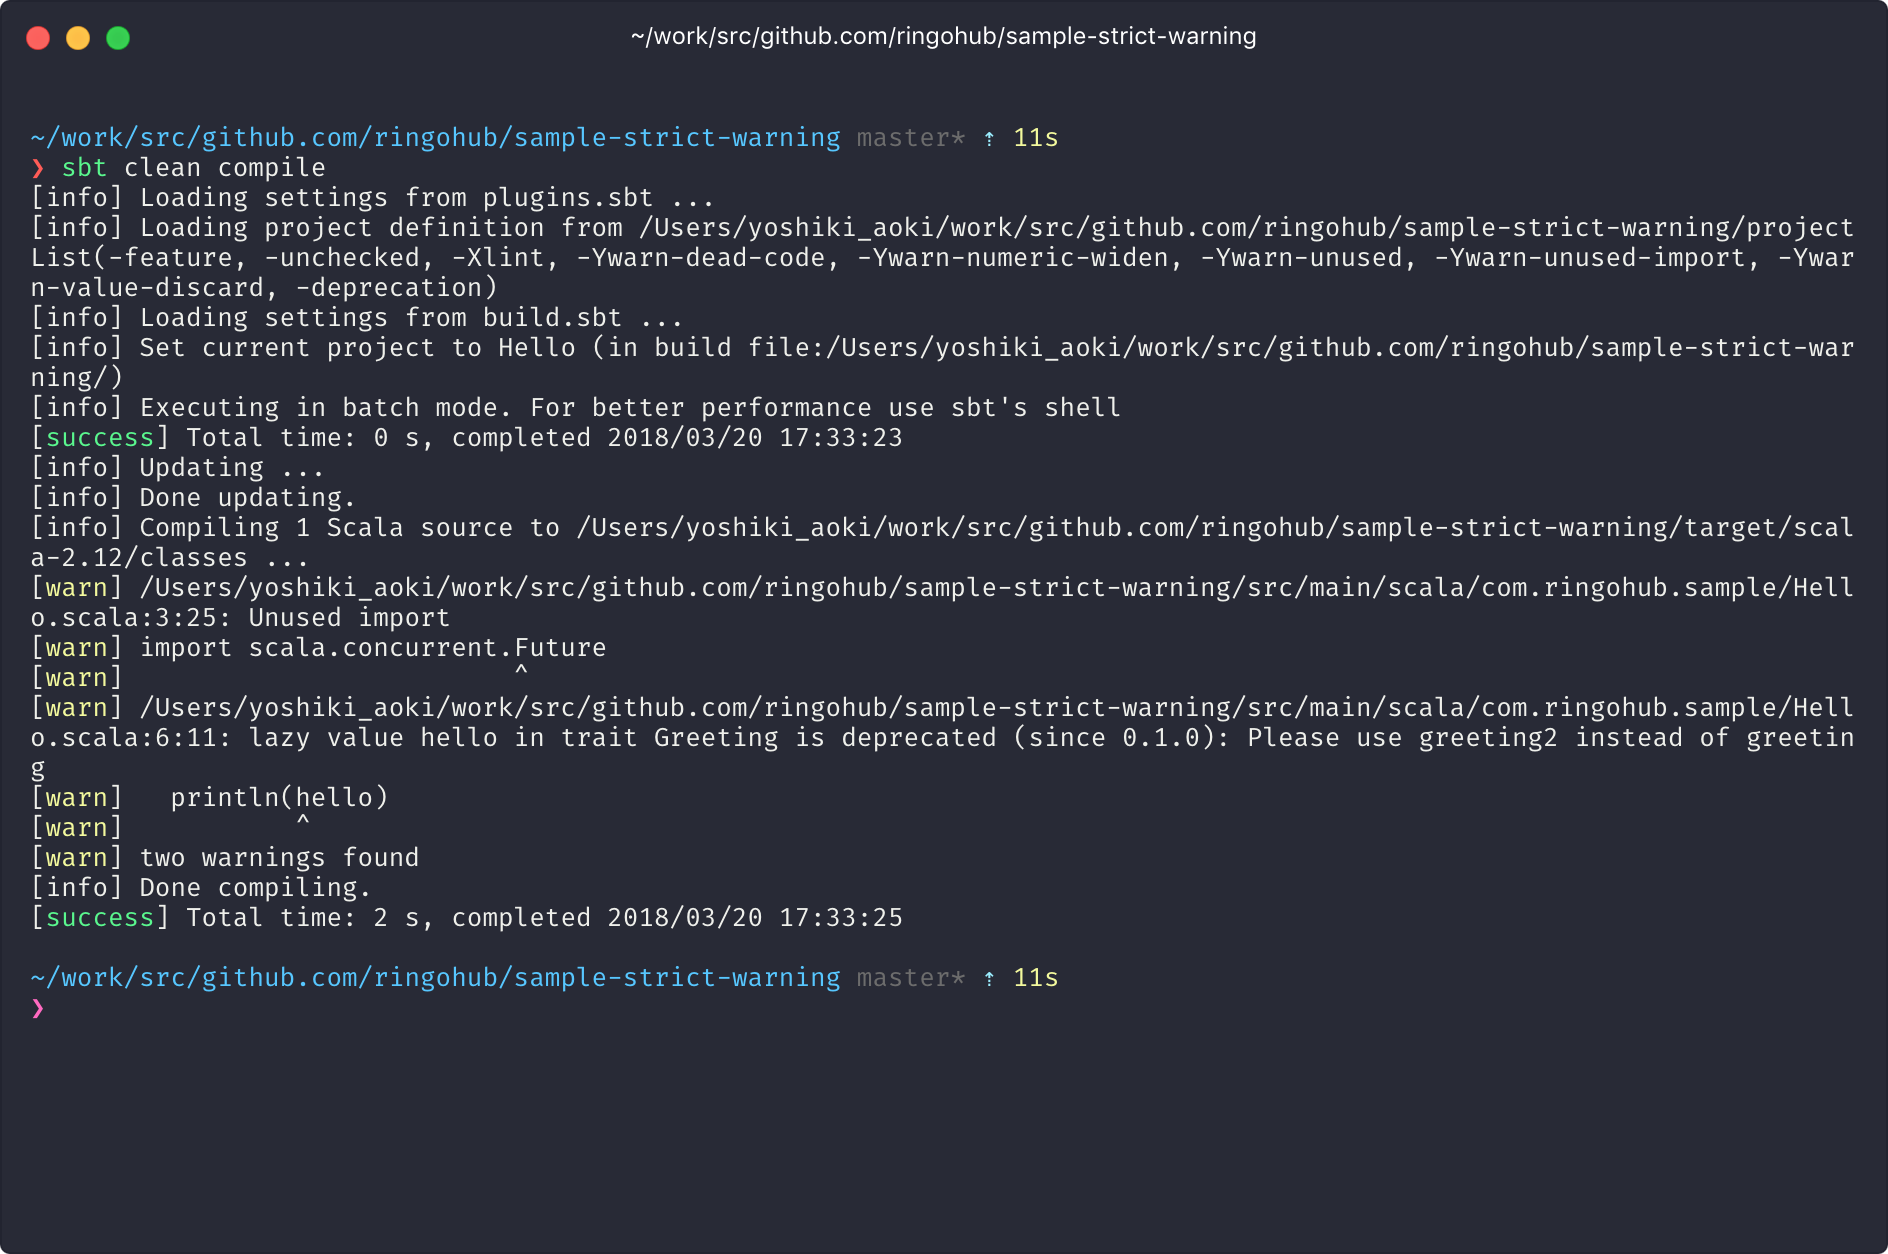 ~/work/src/github.com/ringohub/sample-strict-warning
~/work/src/github.com/ringohub/sample-strict-warning master* ⇡ 11s
❯ sbt clean compile
[info] Loading settings from plugins.sbt ...
[info] Loading project definition from /Users/yoshiki_aoki/work/src/github.com/ringohub/sample-strict-warning/project
List(-feature, -unchecked, -Xlint, -Ywarn-dead-code, -Ywarn-numeric-widen, -Ywarn-unused, -Ywarn-unused-import, -Ywar
n-value-discard, -deprecation)
[info] Loading settings from build.sbt ...
[info] Set current project to Hello (in build file:/Users/yoshiki_aoki/work/src/github.com/ringohub/sample-strict-war
ning/)
[info] Executing in batch mode. For better performance use sbt's shell
[success] Total time: 0 s, completed 2018/03/20 17:33:23
[info] Updating ...
[info] Done updating.
[info] Compiling 1 Scala source to /Users/yoshiki_aoki/work/src/github.com/ringohub/sample-strict-warning/target/scal
a-2.12/classes ...
[warn] /Users/yoshiki_aoki/work/src/github.com/ringohub/sample-strict-warning/src/main/scala/com.ringohub.sample/Hell
o.scala:3:25: Unused import
[warn] import scala.concurrent.Future
[warn]                         ^
[warn] /Users/yoshiki_aoki/work/src/github.com/ringohub/sample-strict-warning/src/main/scala/com.ringohub.sample/Hell
o.scala:6:11: lazy value hello in trait Greeting is deprecated (since 0.1.0): Please use greeting2 instead of greetin
g
[warn]   println(hello)
[warn]           ^
[warn] two warnings found
[info] Done compiling.
[success] Total time: 2 s, completed 2018/03/20 17:33:25
~/work/src/github.com/ringohub/sample-strict-warning master* ⇡ 11s
❯